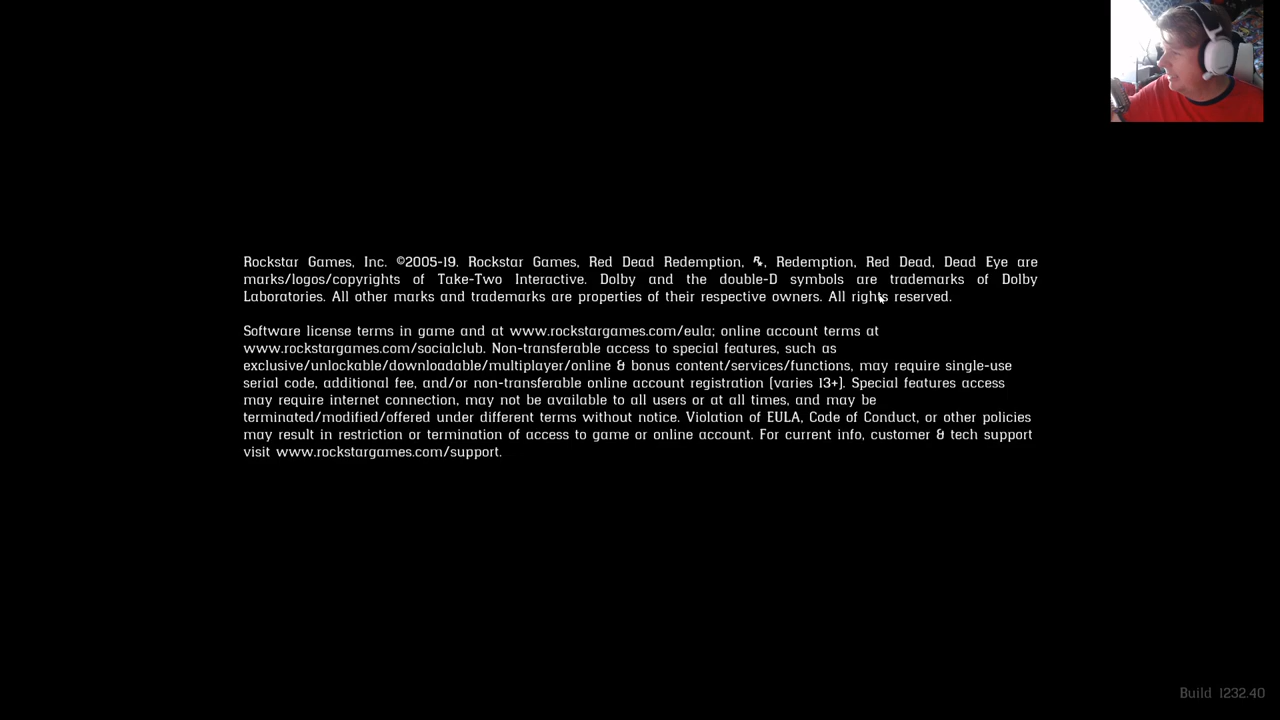 Rockstar Games, Inc. ©2005-19. Rockstar Games, Red Dead Redemption, , Redemption, Red Dead, Dead Eye are
marks/logos/copyrights of Take-Two Interactive. Dolby and the double-D symbols are trademarks of Dolby
Laboratories. All other marks and trademarks are properties of their respective owners. All rights reserved.
Software license terms in game and at www.rockstargames.com/eula; online account terms at
www.rockstargames.com/socialclub. Non-transferable access to special features, such as
exclusive/unlockable/downloadable/multiplayer/online & bonus content/services/functions, may require single-use
serial code, additional fee, and/or non-transferable online account registration (varies 13+). Special features access
may require internet connection, may not be available to all users or at all times, and may be
terminated/modified/offered under different terms without notice. Violation of EULA, Code of Conduct, or other policies
may result in restriction or termination of access to game or online account. For current info, customer & tech support
visit www.rockstargames.com/support.
Build 1232.40